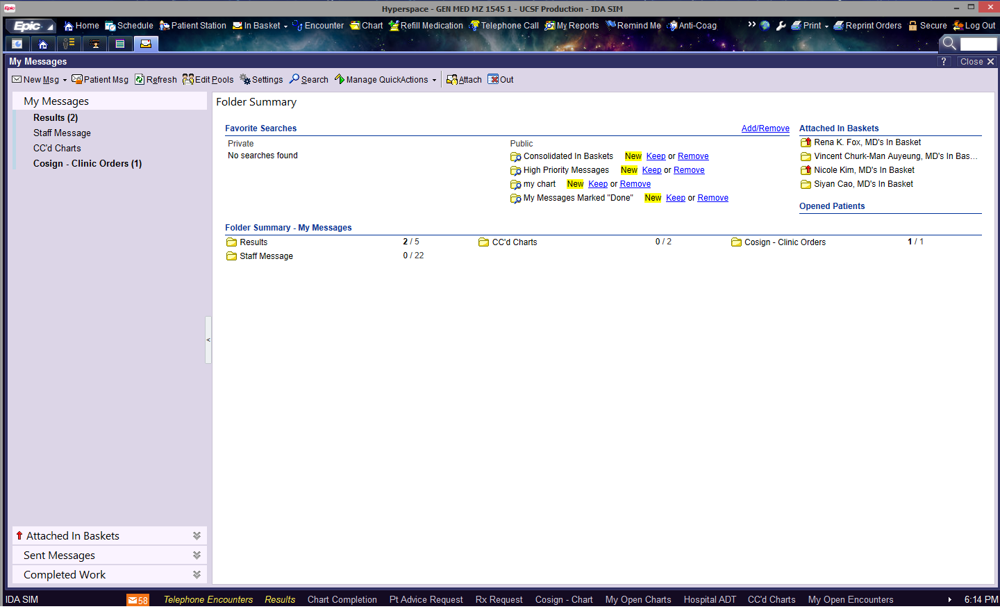 Epic
Hyperspace - GEN MED MZ 1545 1 - UCSF Production - IDA SIM
Epic Home Schedule Patient Station In Basket Encounter Chart Refill Medication Telephone Call My Reports Remind Me Anti-Coag » Print Reprint Orders Secure Log Out
My Messages ? Close X
New Msg Patient Msg Refresh Edit Pools Settings Search Manage QuickActions Attach Out
My Messages
Results (2)
Staff Message
CC'd Charts
Cosign - Clinic Orders (1)
<
Attached In Baskets
Sent Messages
Completed Work
Folder Summary
Favorite Searches Add/Remove
Private
No searches found
Public
Consolidated In Baskets New Keep or Remove
High Priority Messages New Keep or Remove
my chart New Keep or Remove
My Messages Marked "Done" New Keep or Remove
Attached In Baskets
Rena K. Fox, MD's In Basket
Vincent Churk-Man Auyeung, MD's In Bas...
Nicole Kim, MD's In Basket
Siyan Cao, MD's In Basket
Opened Patients
Folder Summary - My Messages
Results 2 / 5 CC'd Charts 0 / 2 Cosign - Clinic Orders 1 / 1
Staff Message 0 / 22
IDA SIM 58 Telephone Encounters Results Chart Completion Pt Advice Request Rx Request Cosign - Chart My Open Charts Hospital ADT CC'd Charts My Open Encounters 6:14 PM